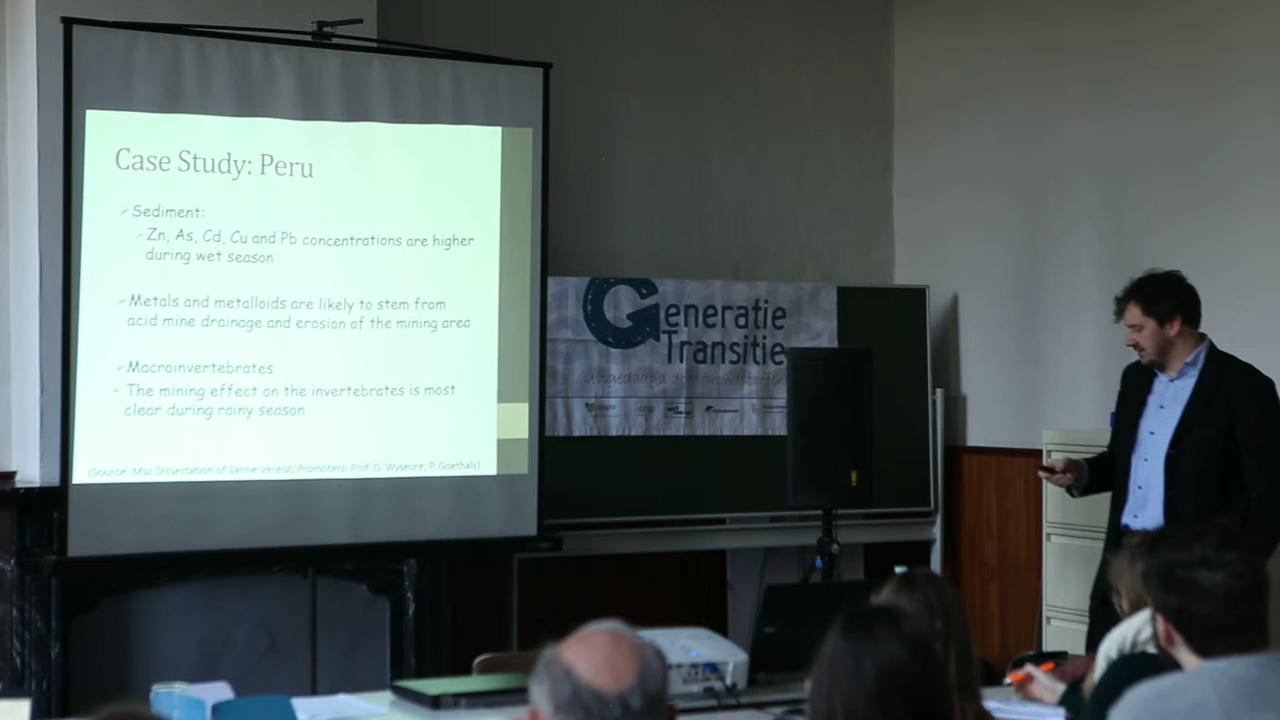 Case Study: Peru
Sediment:
Zn, As, Cd, Cu and Pb concentrations are higher
during wet season
Metals and metalloids are likely to stem from
acid mine drainage and erosion of the mining area
Macroinvertebrates
The mining effect on the invertebrates is most
clear during rainy season
(Source: Msc Dissertation of Sanne Vereist; Promoters: Prof. G. Wyseure; P. Goethals)
Generatie
Transitie
uitgedaagd door grondstoffen